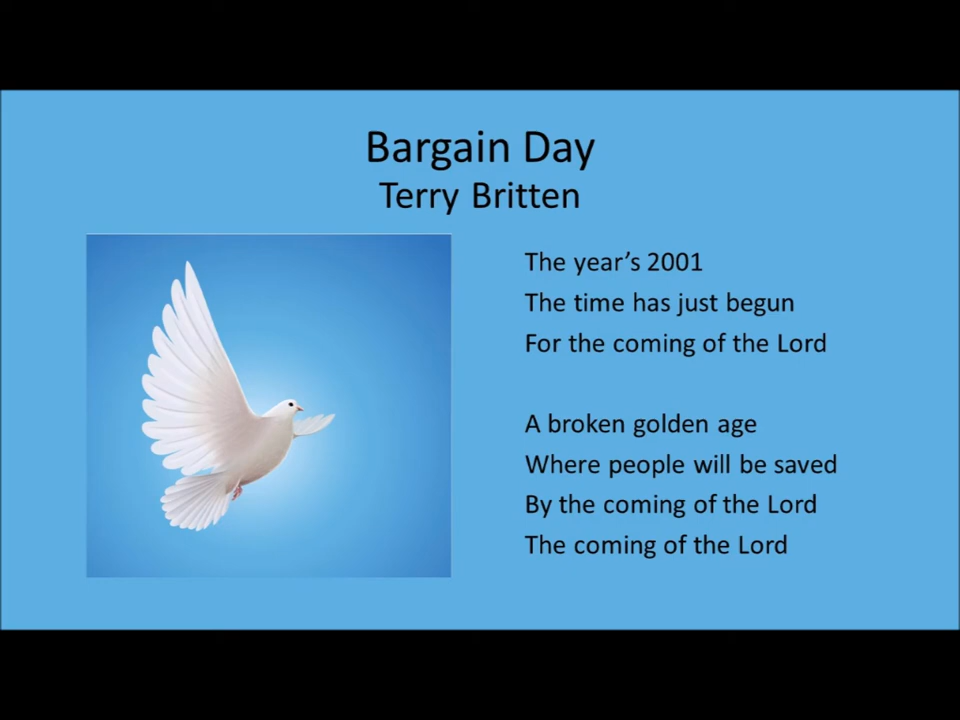 Bargain Day
Terry Britten
The year’s 2001
The time has just begun
For the coming of the Lord
A broken golden age
Where people will be saved
By the coming of the Lord
The coming of the Lord